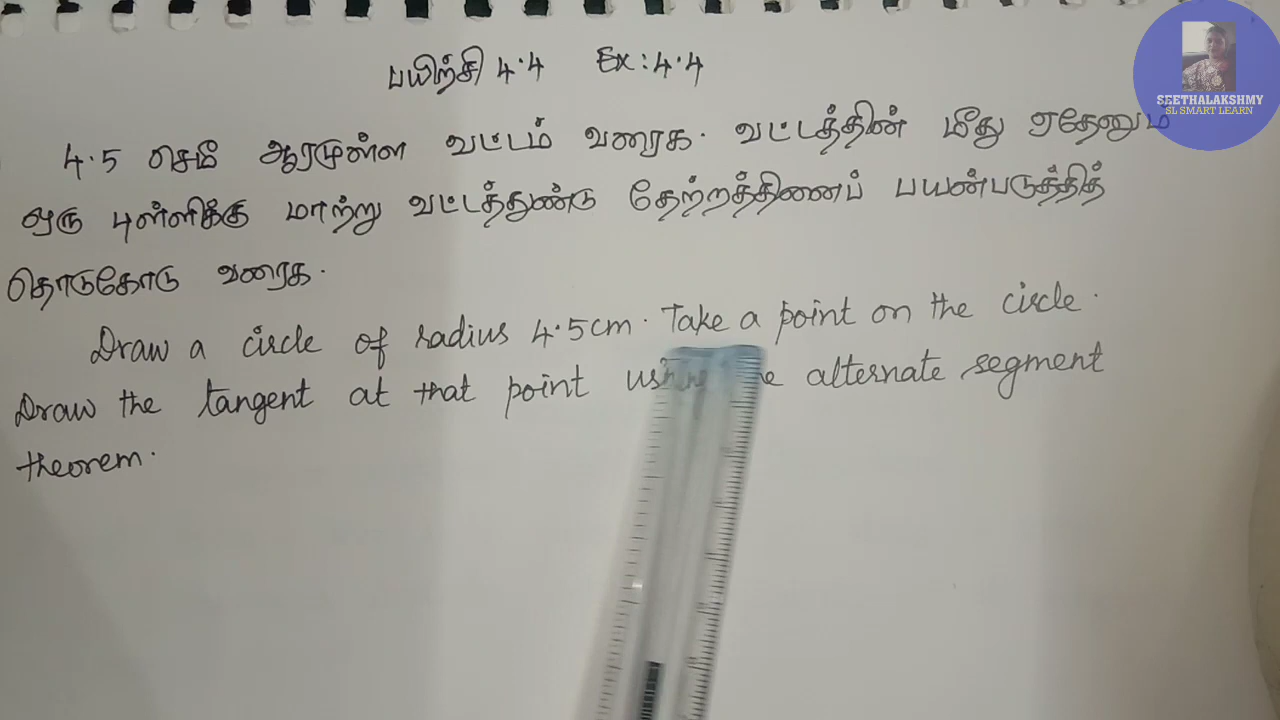 பயிற்சி 4.4 Ex: 4.4
SEETHALAKSHMY
SL SMART LEARN
4.5 செமீ ஆரமுள்ள வட்டம் வரைக. வட்டத்தின் மீது ஏதேனும்
ஒரு புள்ளிக்கு மாற்று வட்டத்துண்டு தேற்றத்தினைப் பயன்படுத்தித்
தொடுகோடு வரைக.
Draw a circle of radius 4.5cm. Take a point on the circle.
Draw the tangent at that point using the alternate segment
theorem.